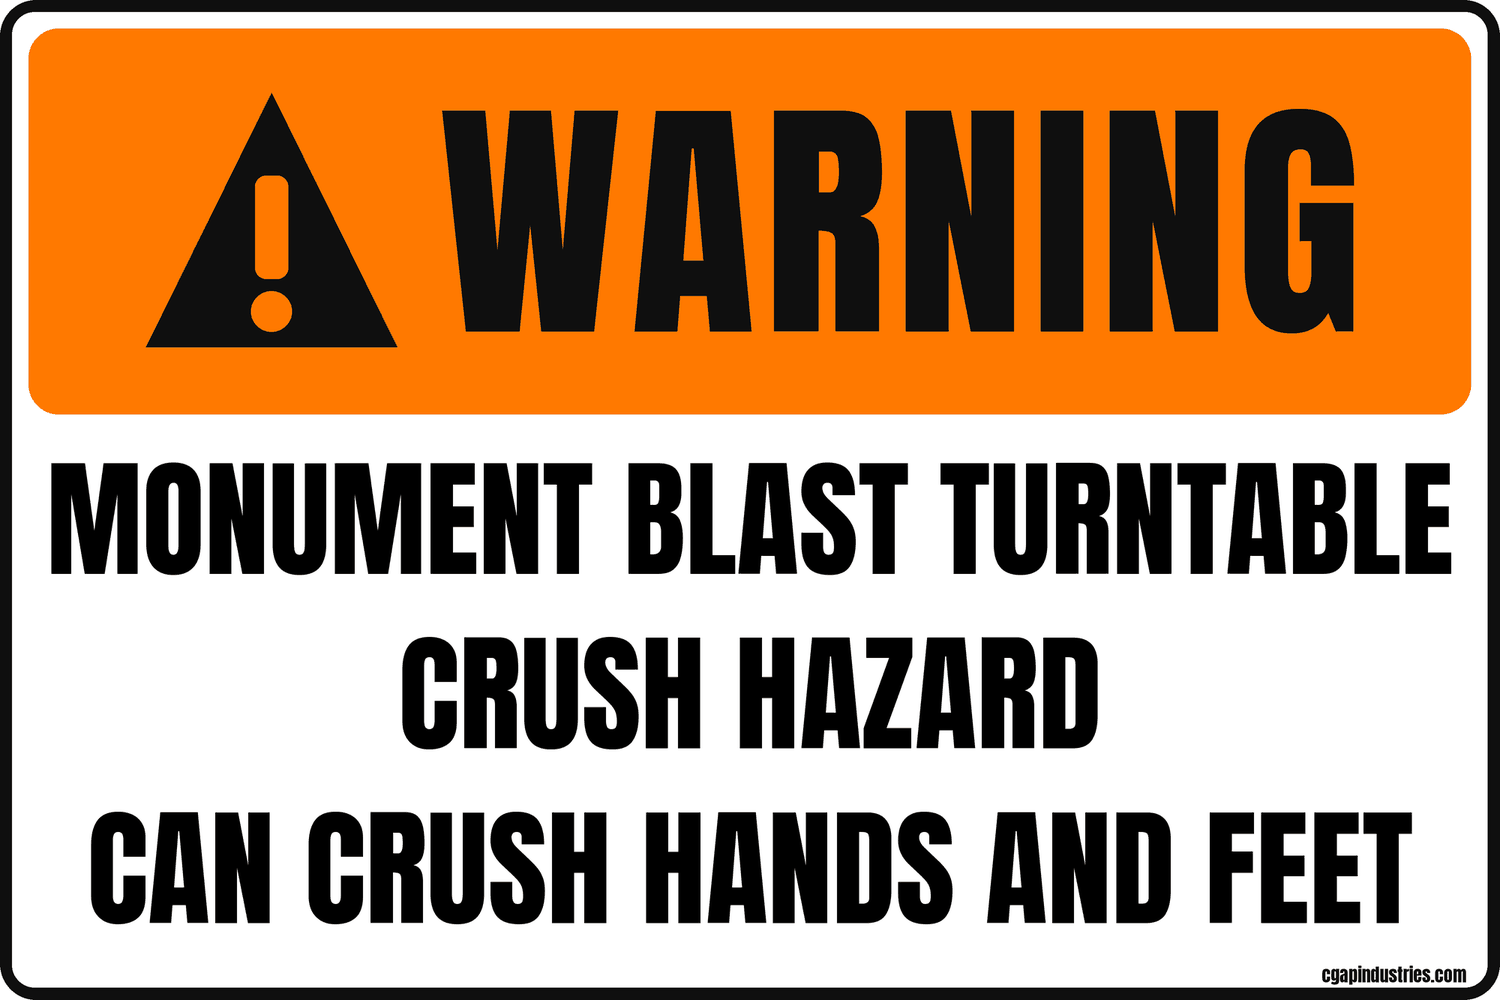 WARNING
MONUMENT BLAST TURNTABLE
CRUSH HAZARD
CAN CRUSH HANDS AND FEET
cgapindustries.com